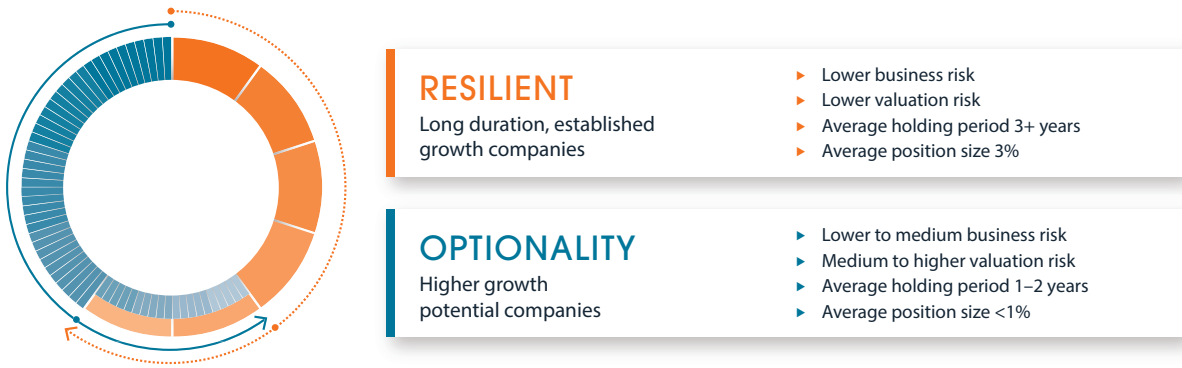 RESILIENT
Long duration, established
growth companies
Lower business risk
Lower valuation risk
Average holding period 3+ years
Average position size 3%
OPTIONALITY
Higher growth
potential companies
Lower to medium business risk
Medium to higher valuation risk
Average holding period 1–2 years
Average position size <1%